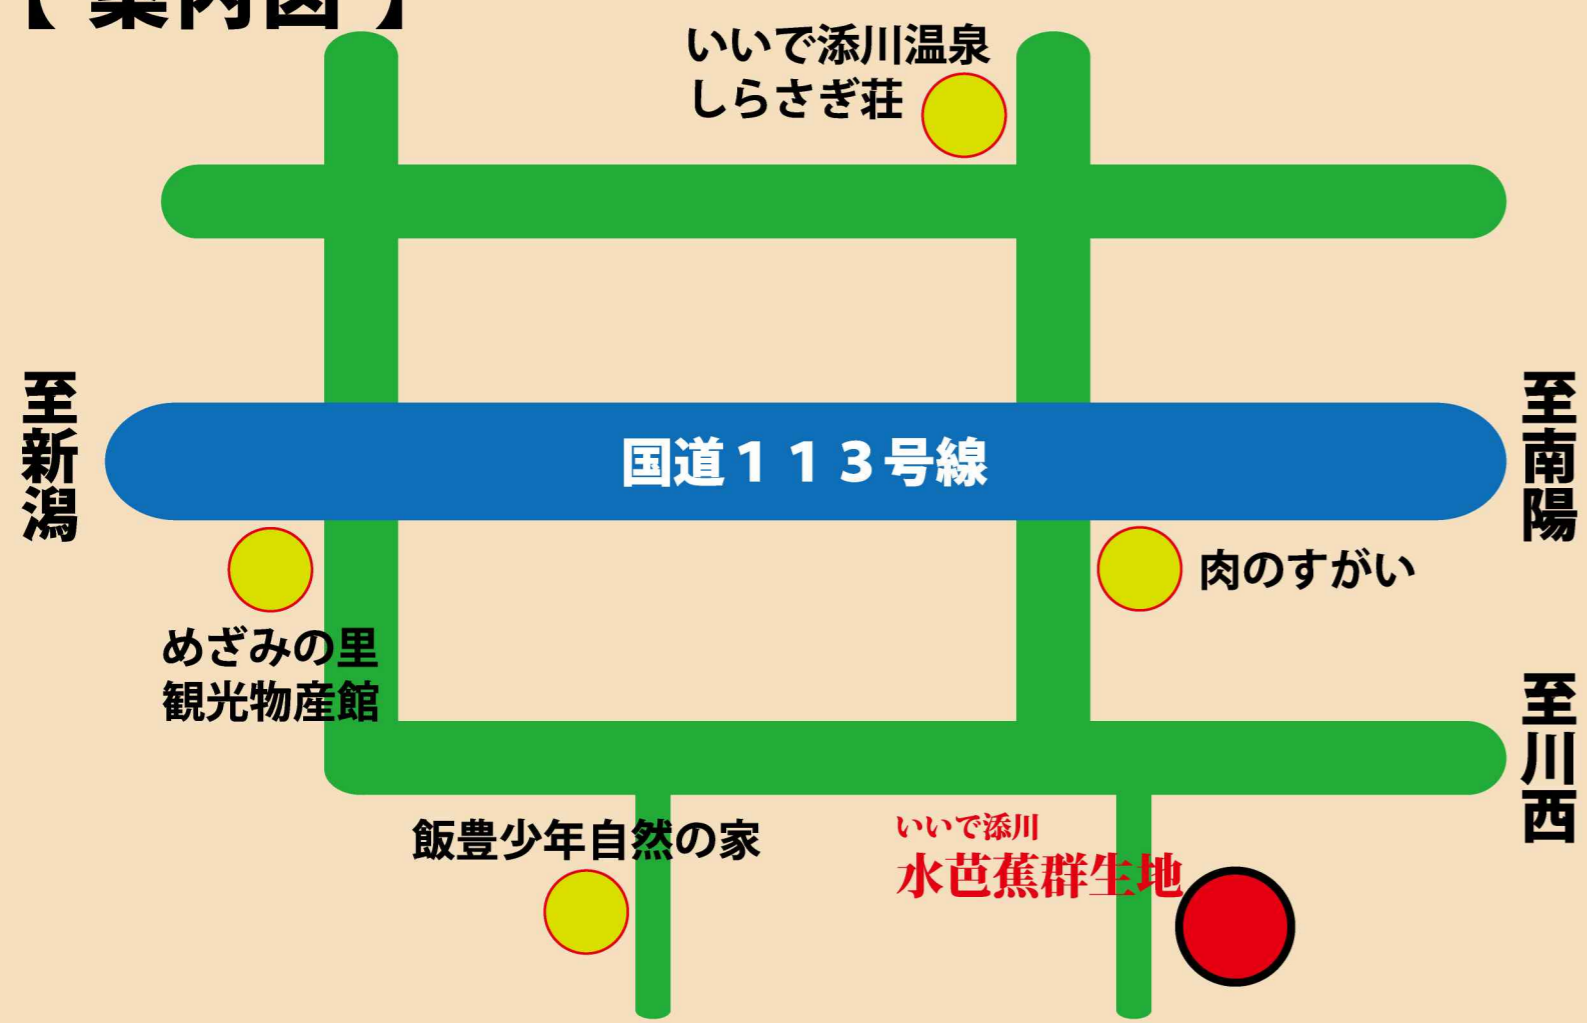 【 案内図 】
いいで添川温泉
しらさぎ荘
至新潟
国道１１３号線
至南陽
肉のすがい
めざみの里
観光物産館
至川西
飯豊少年自然の家
いいで添川
水芭蕉群生地